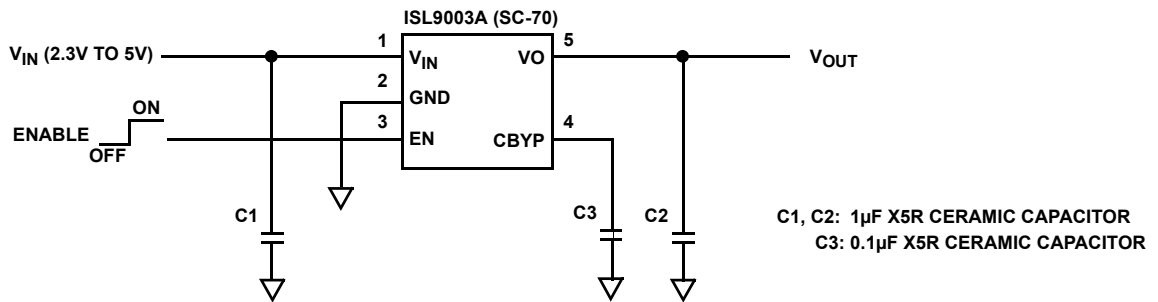 ISL9003A (SC-70)
VIN (2.3V TO 5V)
1
VIN
VO
5
VOUT
2
GND
ON
ENABLE
OFF
3
EN
CBYP
4
C1
C3
C2
C1, C2: 1µF X5R CERAMIC CAPACITOR
C3: 0.1µF X5R CERAMIC CAPACITOR